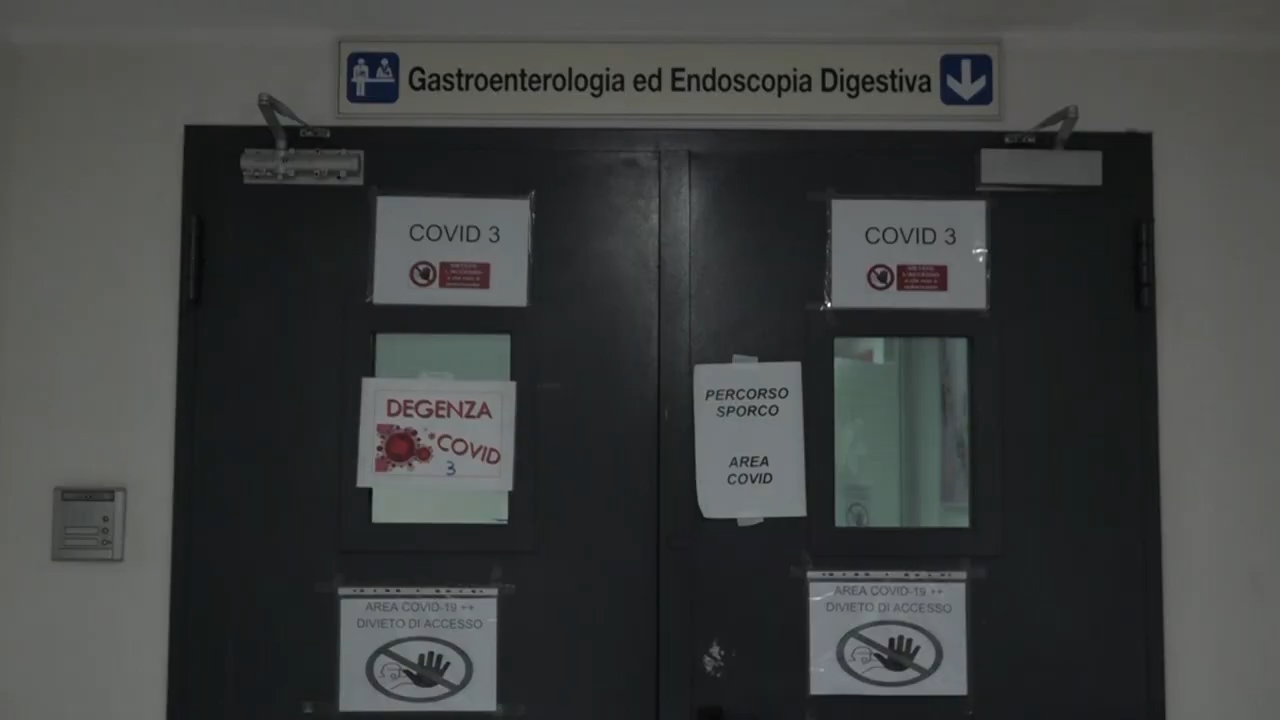 Gastroenterologia ed Endoscopia Digestiva
COVID 3
COVID 3
DEGENZA
COVID
3
PERCORSO
SPORCO
AREA
COVID
AREA COVID-19 ++
DIVIETO DI ACCESSO
AREA COVID-19 ++
DIVIETO DI ACCESSO